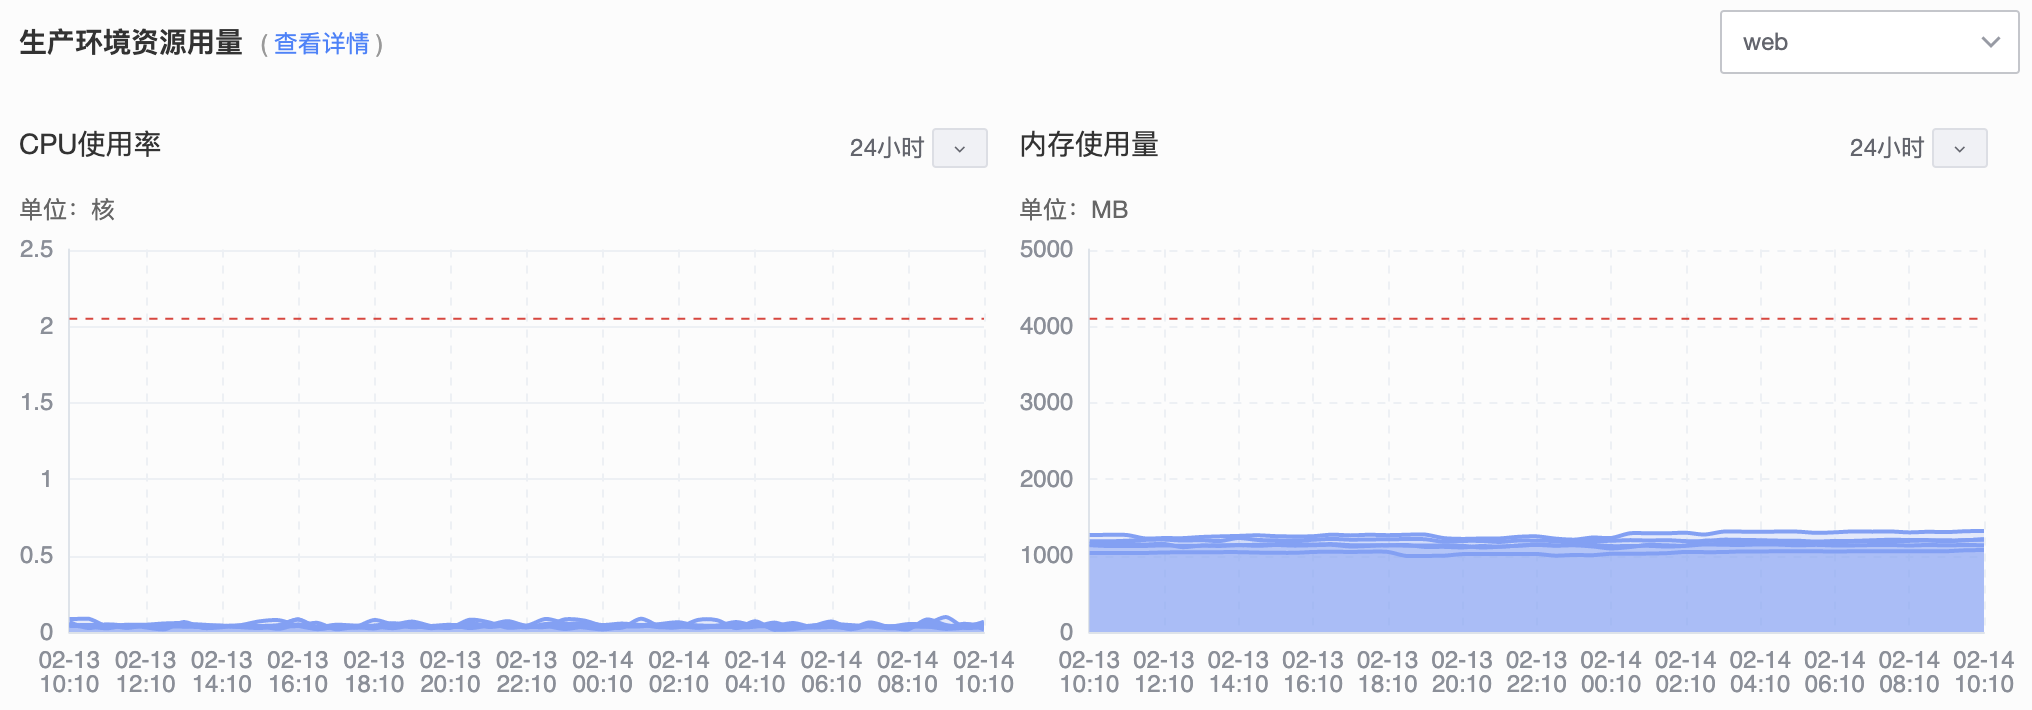 生产环境资源用量 ( 查看详情 )
web
CPU使用率
24小时
单位：核
2.5
2
1.5
1
0.5
0
02-13 02-13 02-13 02-13 02-13 02-13 02-13 02-14 02-14 02-14 02-14 02-14 02-14
10:10 12:10 14:10 16:10 18:10 20:10 22:10 00:10 02:10 04:10 06:10 08:10 10:10
内存使用量
24小时
单位：MB
5000
4000
3000
2000
1000
0
02-13 02-13 02-13 02-13 02-13 02-13 02-13 02-14 02-14 02-14 02-14 02-14 02-14
10:10 12:10 14:10 16:10 18:10 20:10 22:10 00:10 02:10 04:10 06:10 08:10 10:10